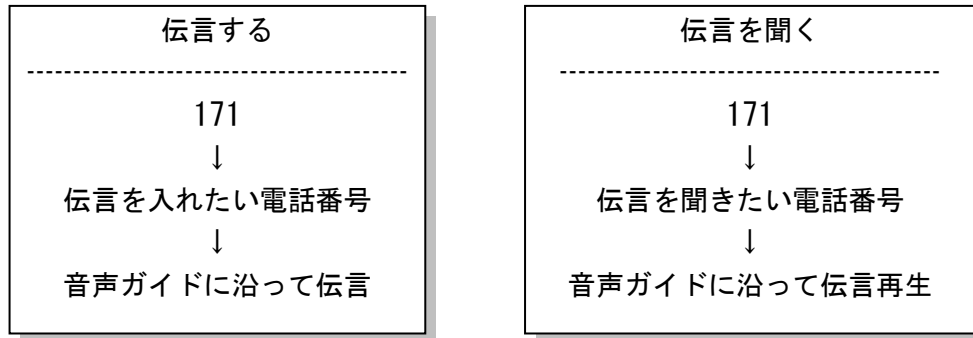 伝言する
171
↓
伝言を入れたい電話番号
↓
音声ガイドに沿って伝言
伝言を聞く
171
↓
伝言を聞きたい電話番号
↓
音声ガイドに沿って伝言再生